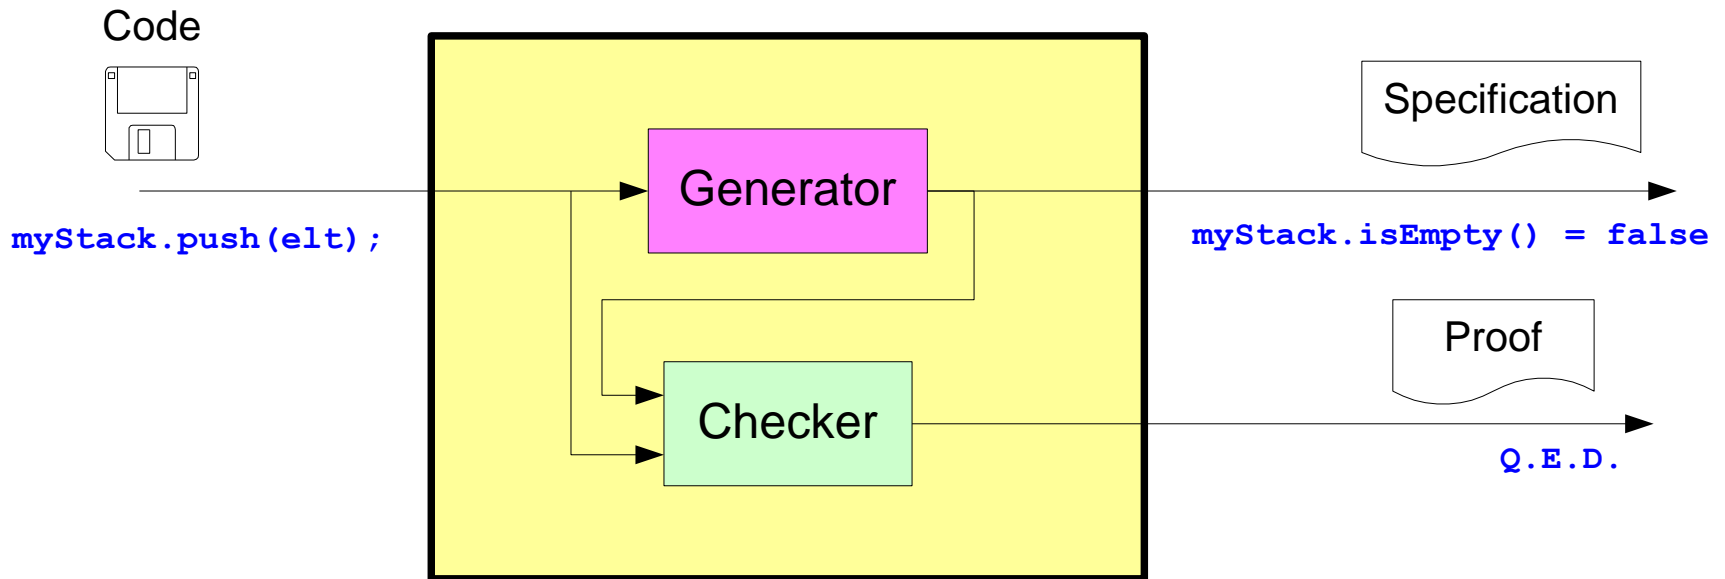 Code
Specification
Generator
myStack.push(elt);
myStack.isEmpty() = false
Proof
Checker
Q.E.D.